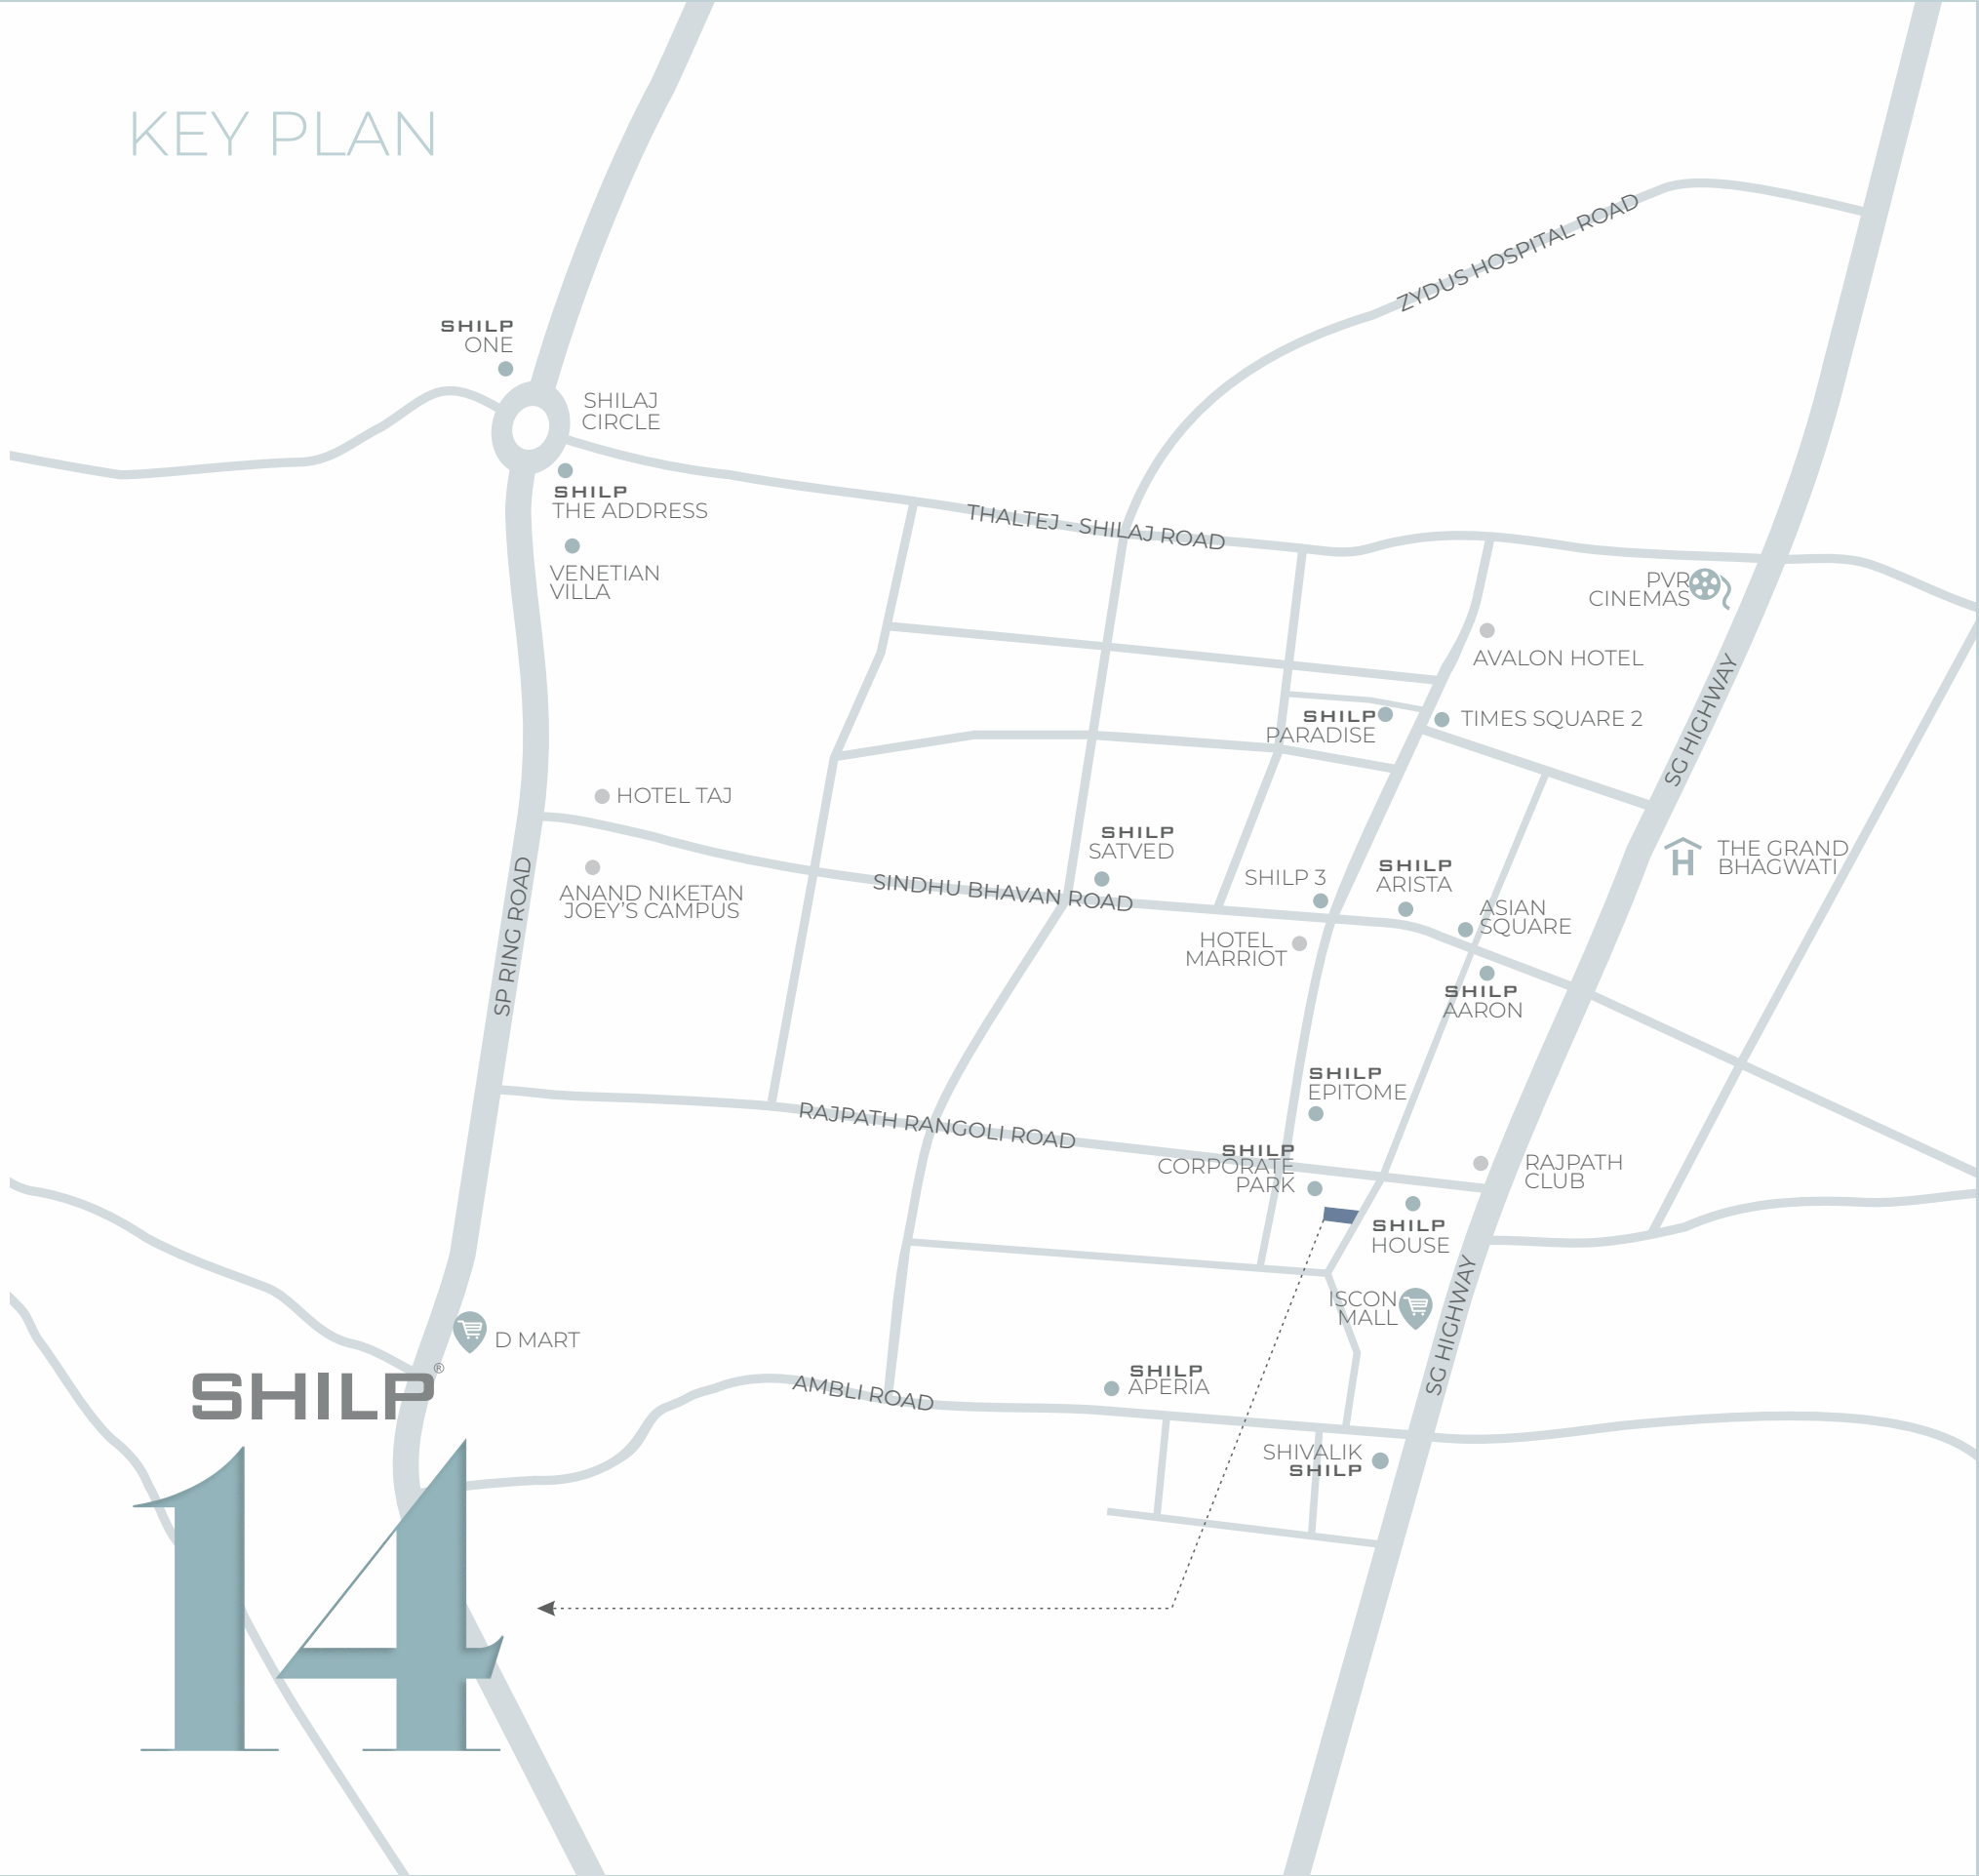 KEY PLAN
ZYDUS HOSPITAL ROAD
SHILP
ONE
SHILAJ
CIRCLE
SHILP
THE ADDRESS
THALTEJ - SHILAJ ROAD
VENETIAN
VILLA
PVR
CINEMAS
AVALON HOTEL
SG HIGHWAY
SHILP
PARADISE
TIMES SQUARE 2
HOTEL TAJ
SHILP
SATVED
THE GRAND
BHAGWATI
ANAND NIKETAN
JOEY'S CAMPUS
SINDHU BHAVAN ROAD
SHILP 3
SHILP
ARISTA
ASIAN
SQUARE
SP RING ROAD
HOTEL
MARRIOT
SHILP
AARON
SHILP
EPITOME
RAJPATH RANGOLI ROAD
SHILP
CORPORATE
PARK
RAJPATH
CLUB
SHILP
HOUSE
ISCON
MALL
SG HIGHWAY
D MART
AMBLI ROAD
SHILP
APERIA
SHIVALIK
SHILP
SHILP®
14